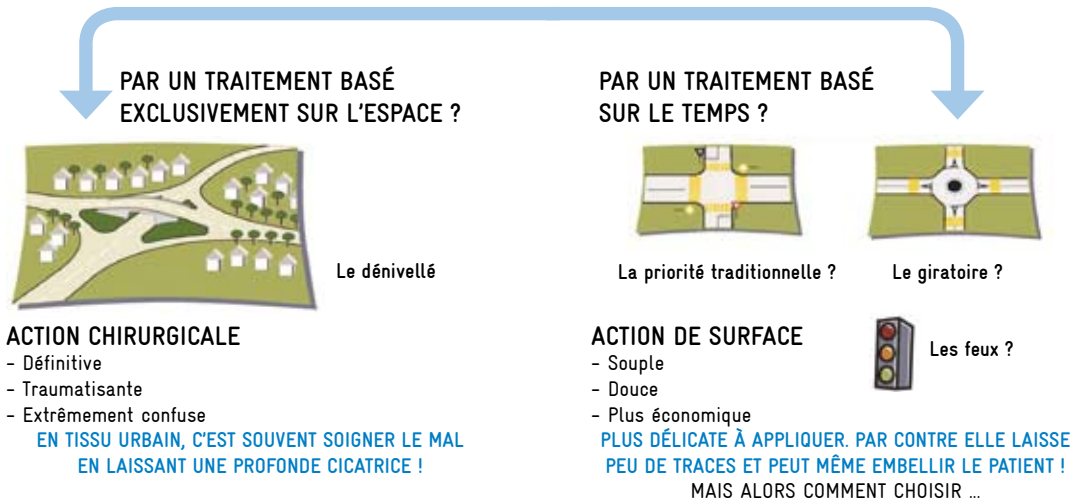 PAR UN TRAITEMENT BASÉ
EXCLUSIVEMENT SUR L'ESPACE ?
Le dénivellé
ACTION CHIRURGICALE
- Définitive
- Traumatisante
- Extrêmement confuse
EN TISSU URBAIN, C'EST SOUVENT SOIGNER LE MAL
EN LAISSANT UNE PROFONDE CICATRICE !
PAR UN TRAITEMENT BASÉ
SUR LE TEMPS ?
La priorité traditionnelle ?
Le giratoire ?
Les feux ?
ACTION DE SURFACE
- Souple
- Douce
- Plus économique
PLUS DÉLICATE À APPLIQUER. PAR CONTRE ELLE LAISSE
PEU DE TRACES ET PEUT MÊME EMBELLIR LE PATIENT !
MAIS ALORS COMMENT CHOISIR ...